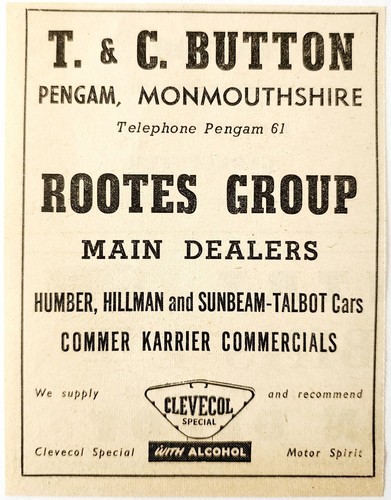 T. & C. BUTTON
PENGAM, MONMOUTHSHIRE
Telephone Pengam 61
ROOTES GROUP
MAIN DEALERS
HUMBER, HILLMAN and SUNBEAM-TALBOT Cars
COMMER KARRIER COMMERCIALS
We supply and recommend
CLEVECOL
SPECIAL
Clevecol Special WITH ALCOHOL Motor Spirit